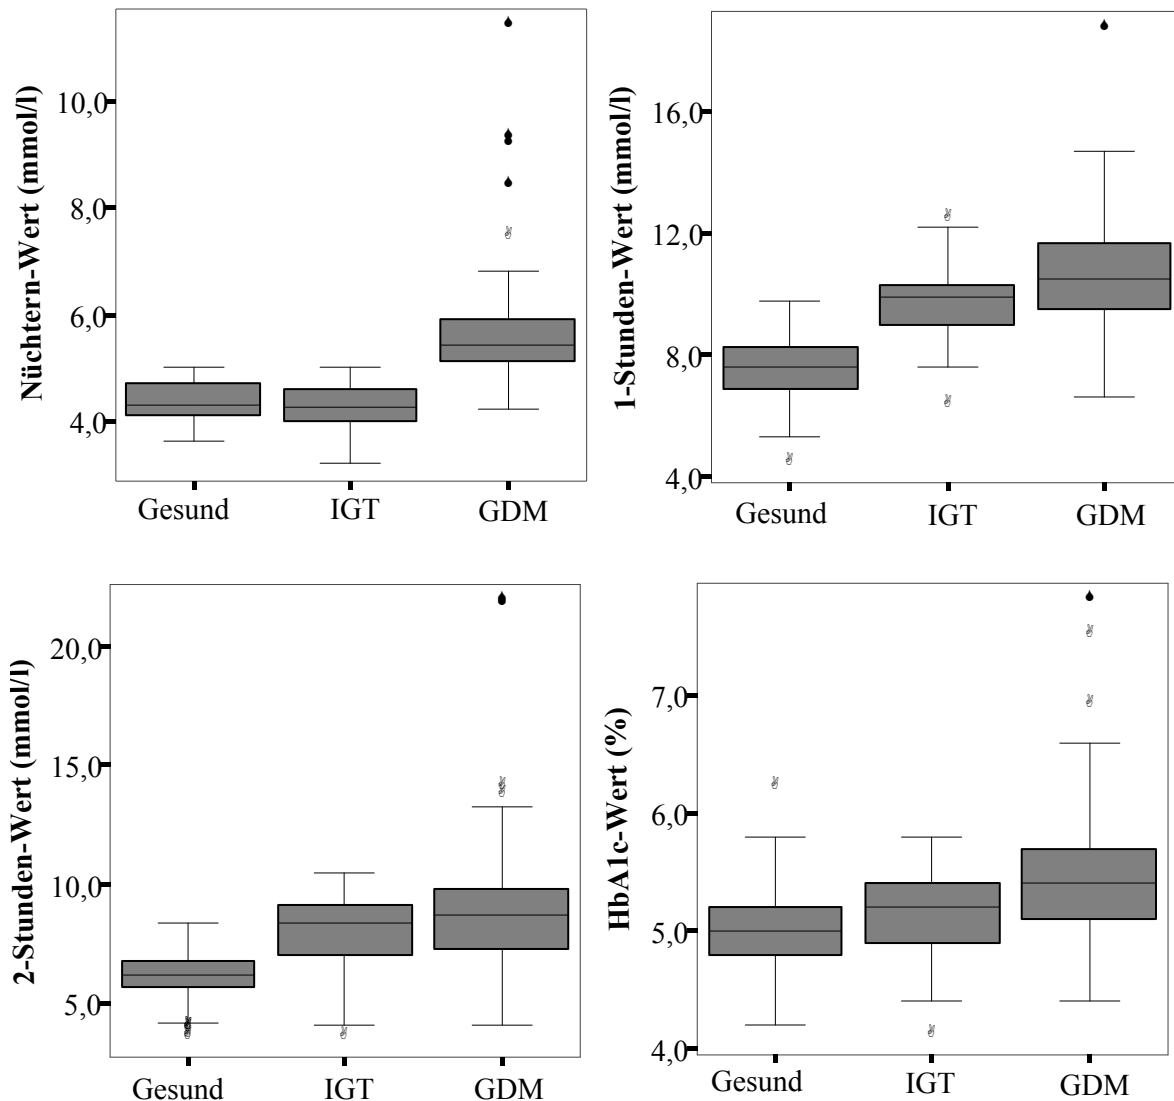 Nüchtern-Wert (mmol/l)
10,0
8,0
6,0
4,0
Gesund IGT GDM
1-Stunden-Wert (mmol/l)
16,0
12,0
8,0
4,0
Gesund IGT GDM
2-Stunden-Wert (mmol/l)
20,0
15,0
10,0
5,0
Gesund IGT GDM
HbA1c-Wert (%)
7,0
6,0
5,0
4,0
Gesund IGT GDM